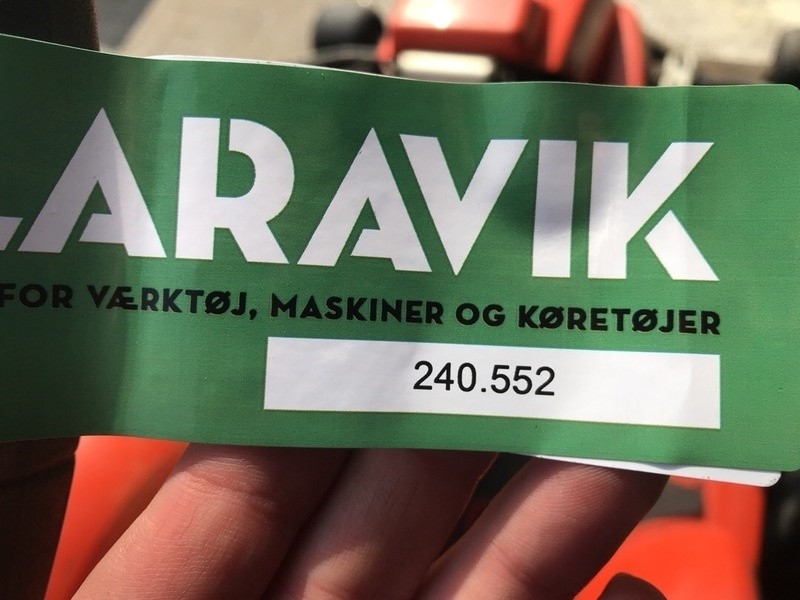 LARAVIK
FOR VÆRKTØJ, MASKINER OG KØRETØJER
240.552